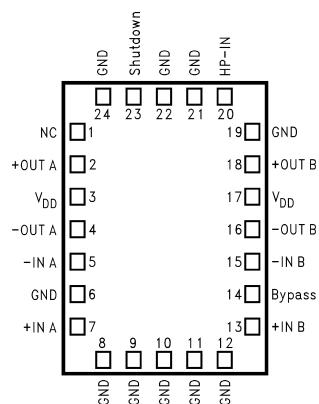 GND Shutdown GND GND HP-IN
24 23 22 21 20
NC 1 19 GND
+OUT A 2 18 +OUT B
VDD 3 17 VDD
−OUT A 4 16 −OUT B
−IN A 5 15 −IN B
GND 6 14 Bypass
+IN A 7 13 +IN B
8 9 10 11 12
GND GND GND GND GND